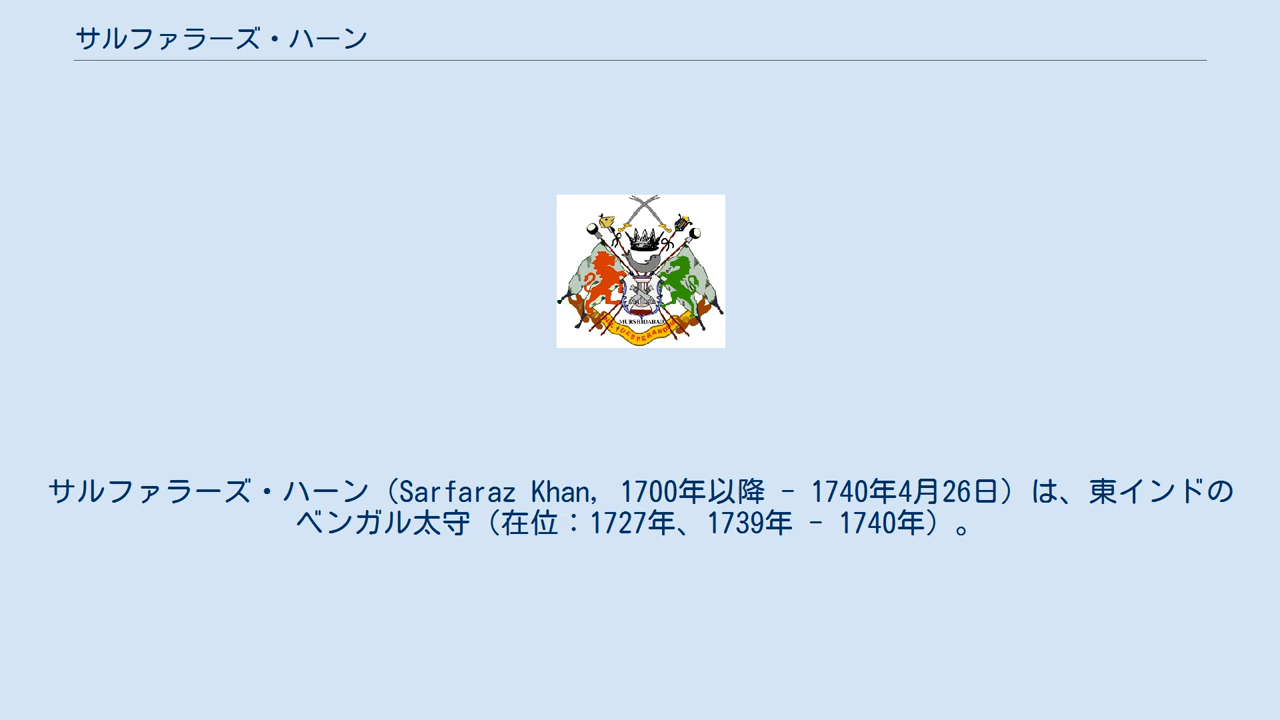 サルファラーズ・ハーン
MURSHIDABAD
サルファラーズ・ハーン（Sarfaraz Khan, 1700年以降 - 1740年4月26日）は、東インドの
ベンガル太守（在位：1727年、1739年 - 1740年）。